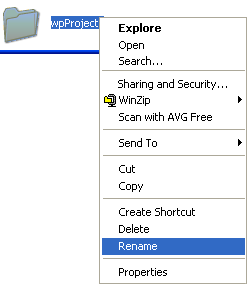 wpProject
Explore
Open
Search...
Sharing and Security...
WinZip
Scan with AVG Free
Send To
Cut
Copy
Create Shortcut
Delete
Rename
Properties